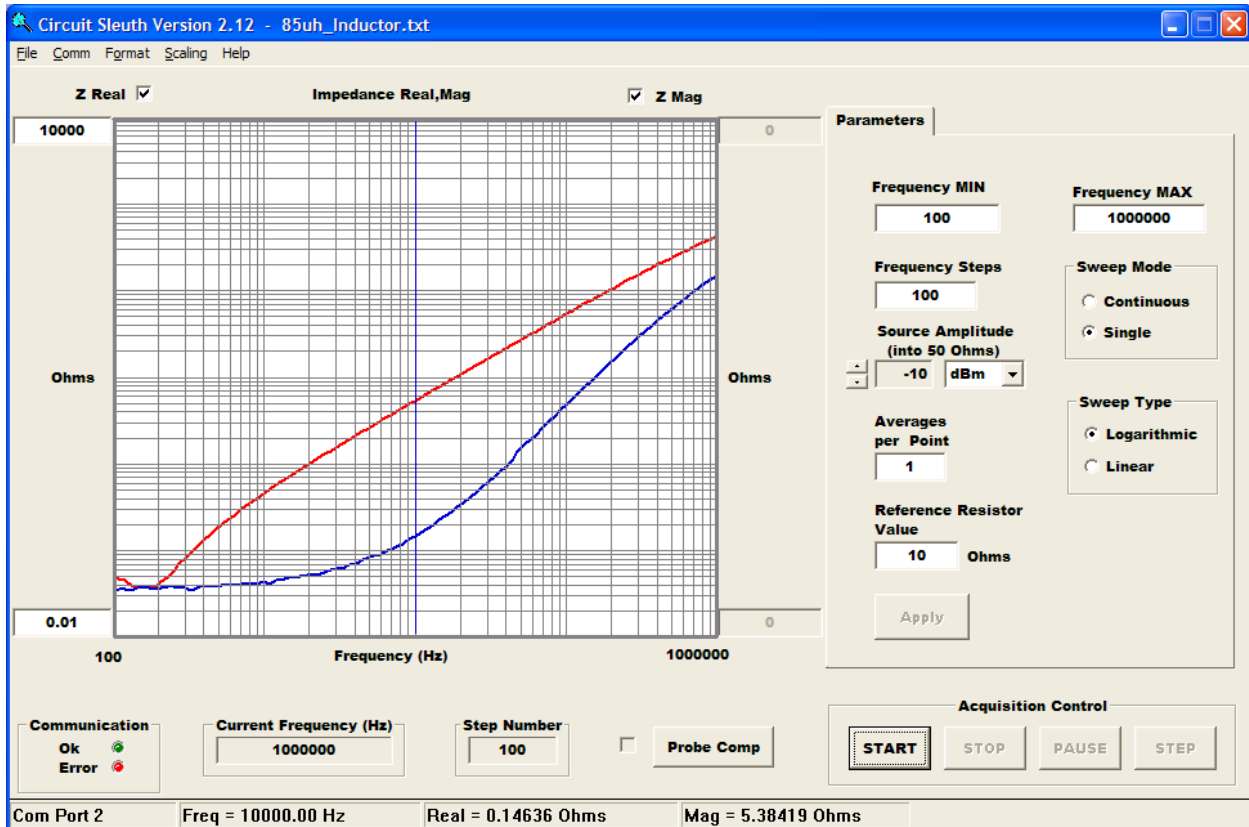 Circuit Sleuth Version 2.12 - 85uh_Inductor.txt
File Comm Format Scaling Help
Z Real Impedance Real,Mag Z Mag
10000 0
Ohms Ohms
0.01 0
100 Frequency (Hz) 1000000
Parameters
Frequency MIN Frequency MAX
100 1000000
Frequency Steps
100
Sweep Mode
Continuous
Single
Source Amplitude
(into 50 Ohms)
-10 dBm
Averages
per Point
1
Sweep Type
Logarithmic
Linear
Reference Resistor
Value
10 Ohms
Apply
Communication
Ok
Error
Current Frequency (Hz)
1000000
Step Number
100
Probe Comp
Acquisition Control
START STOP PAUSE STEP
Com Port 2 Freq = 10000.00 Hz Real = 0.14636 Ohms Mag = 5.38419 Ohms